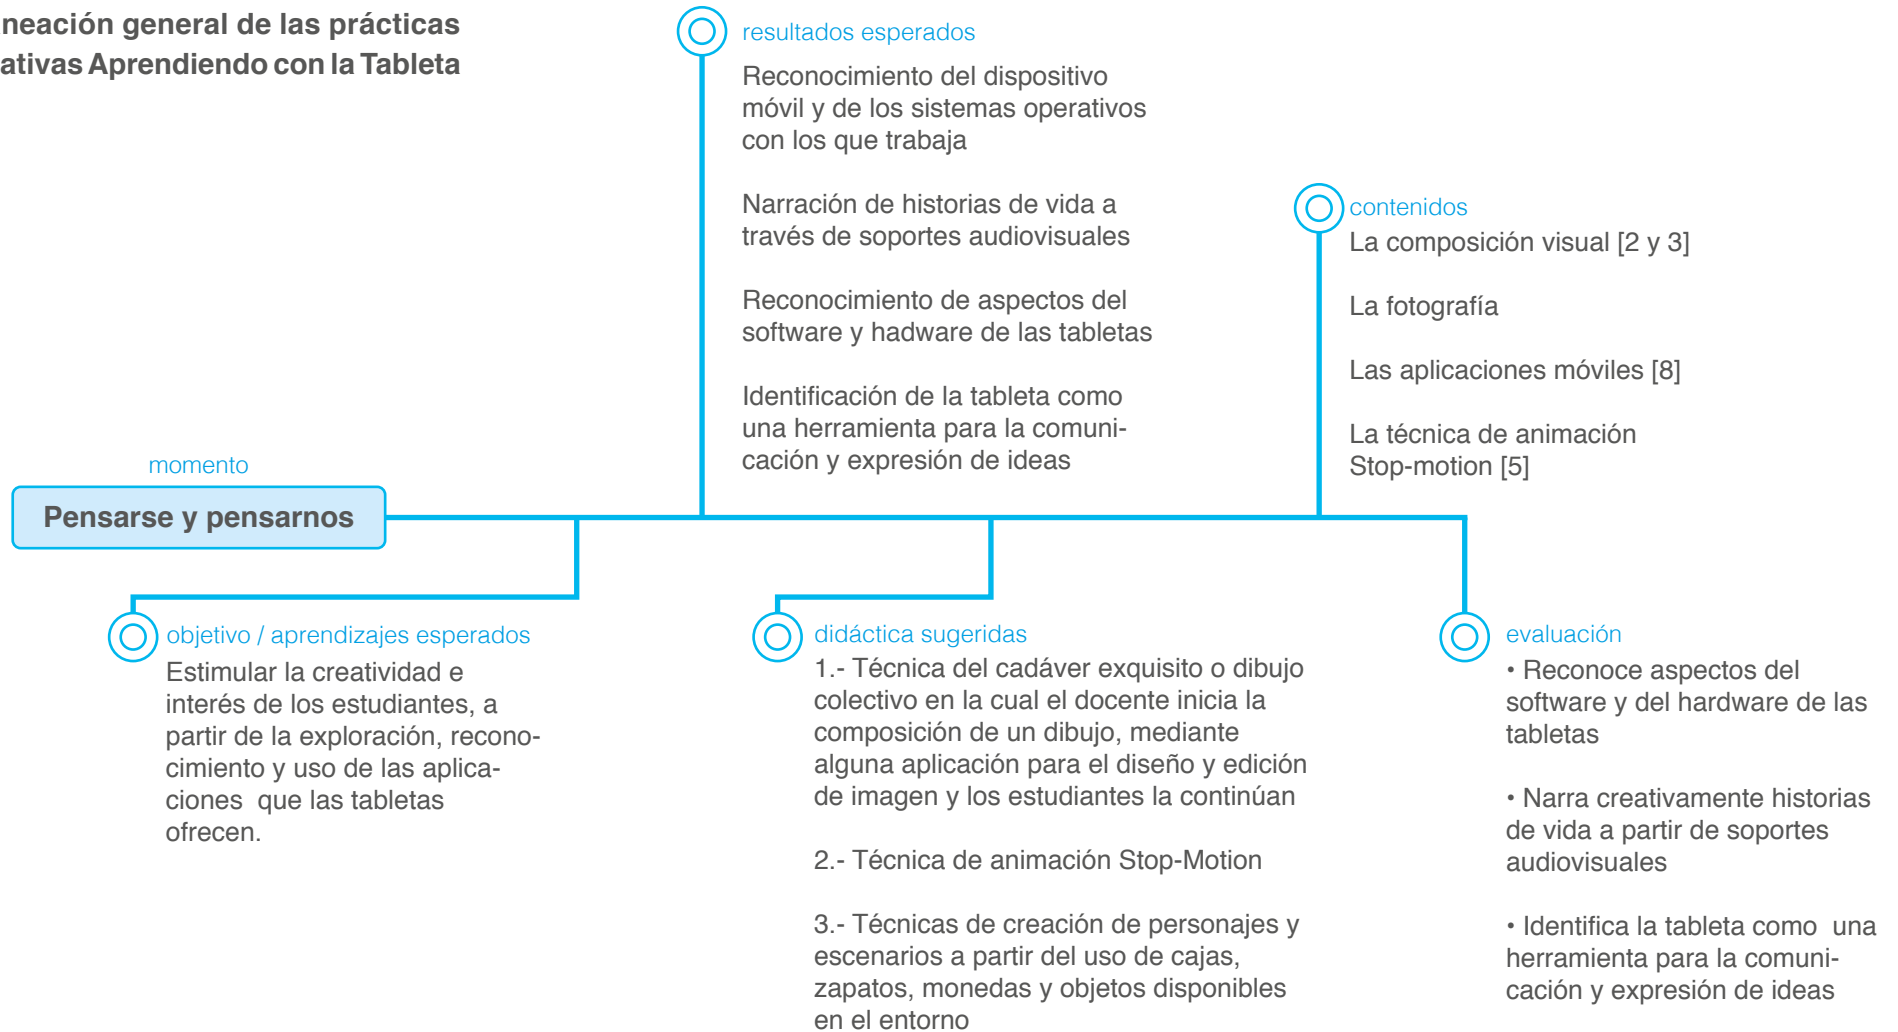 neación general de las prácticas
ativas Aprendiendo con la Tableta
resultados esperados
Reconocimiento del dispositivo
móvil y de los sistemas operativos
con los que trabaja
Narración de historias de vida a
través de soportes audiovisuales
Reconocimiento de aspectos del
software y hadware de las tabletas
Identificación de la tableta como
una herramienta para la comuni-
cación y expresión de ideas
contenidos
La composición visual [2 y 3]
La fotografía
Las aplicaciones móviles [8]
La técnica de animación
Stop-motion [5]
momento
Pensarse y pensarnos
objetivo / aprendizajes esperados
Estimular la creatividad e
interés de los estudiantes, a
partir de la exploración, recono-
cimiento y uso de las aplica-
ciones  que las tabletas
ofrecen.
didáctica sugeridas
1.- Técnica del cadáver exquisito o dibujo
colectivo en la cual el docente inicia la
composición de un dibujo, mediante
alguna aplicación para el diseño y edición
de imagen y los estudiantes la continúan
2.- Técnica de animación Stop-Motion
3.- Técnicas de creación de personajes y
escenarios a partir del uso de cajas,
zapatos, monedas y objetos disponibles
en el entorno
evaluación
• Reconoce aspectos del
software y del hardware de las
tabletas
• Narra creativamente historias
de vida a partir de soportes
audiovisuales
• Identifica la tableta como  una
herramienta para la comuni-
cación y expresión de ideas